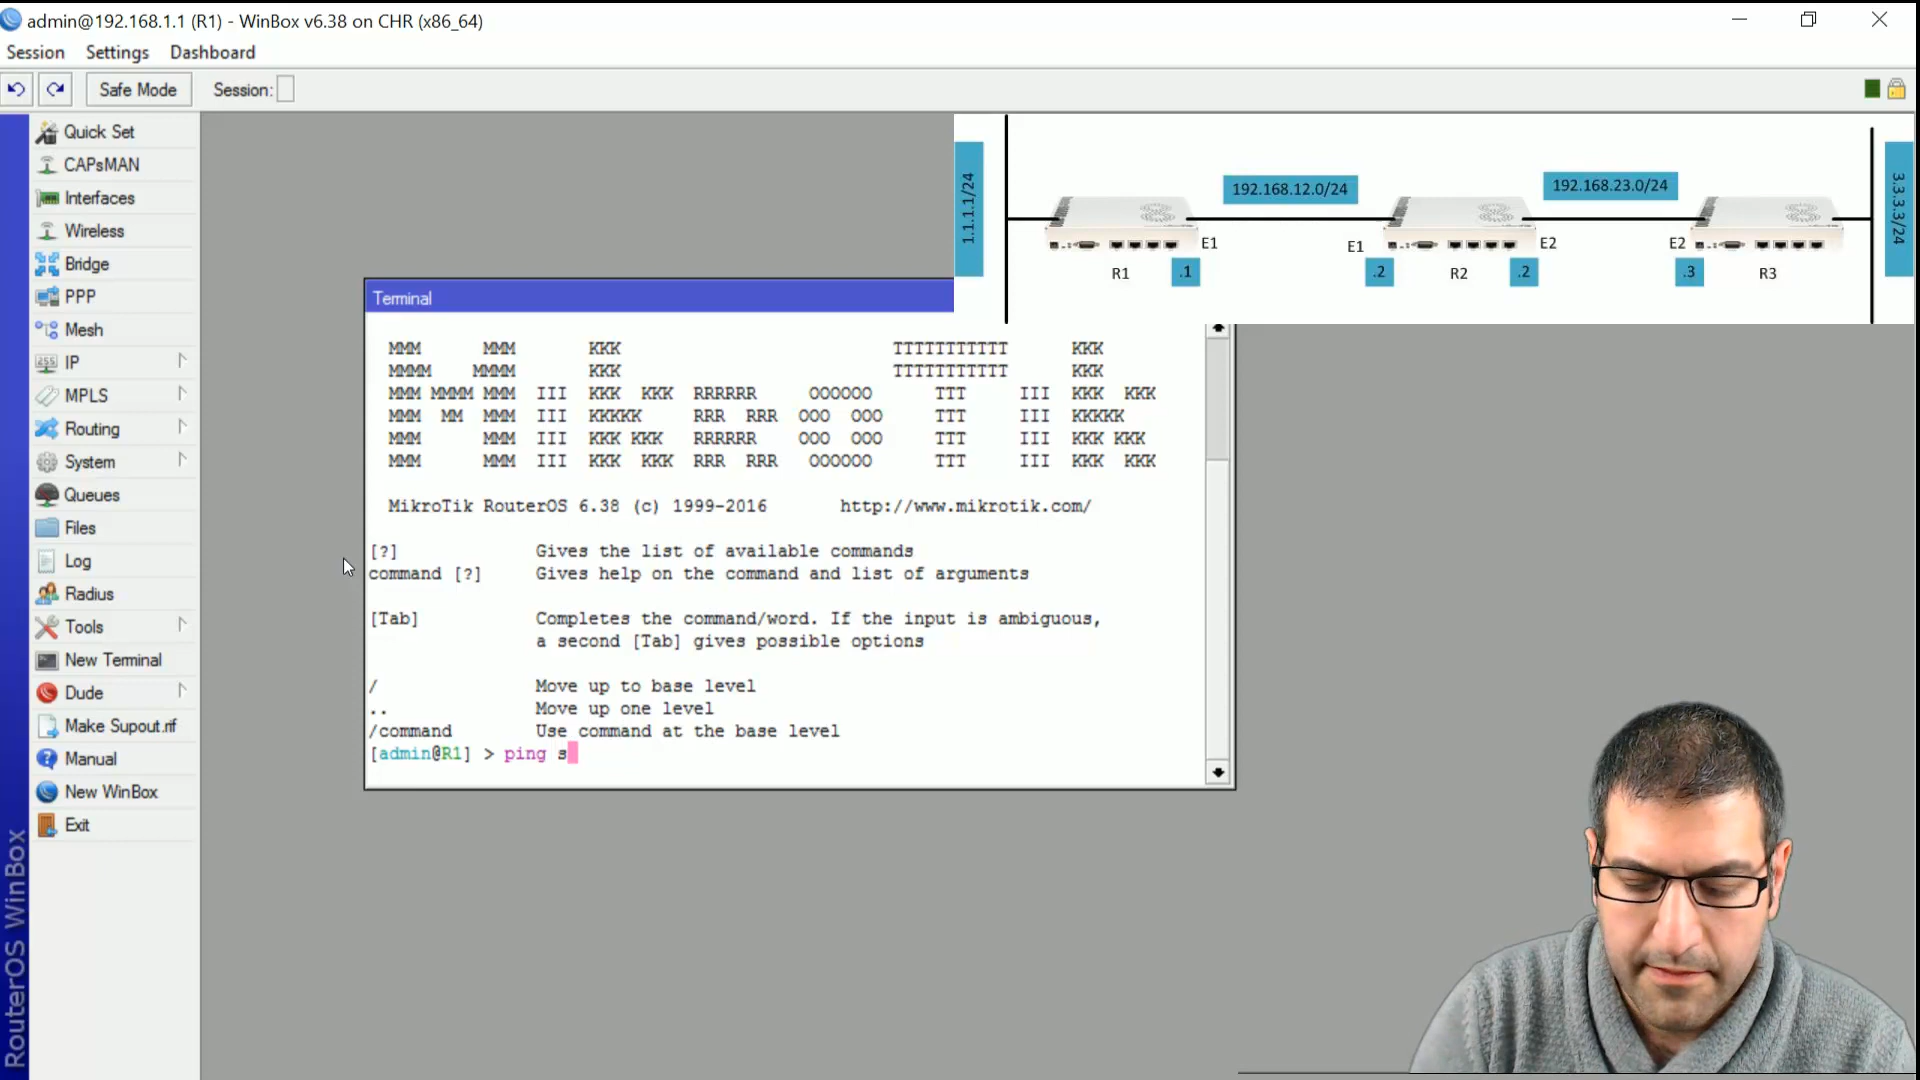 admin@192.168.1.1 (R1) - WinBox v6.38 on CHR (x86_64)
Session Settings Dashboard
Safe Mode Session:
Quick Set
CAPsMAN
Interfaces
Wireless
Bridge
PPP
Mesh
IP
MPLS
Routing
System
Queues
Files
Log
Radius
Tools
New Terminal
Dude
Make Supout.rif
Manual
New WinBox
Exit
RouterOS WinBox
1.1.1.1/24
192.168.12.0/24
192.168.23.0/24
3.3.3.3/24
E1 E1 E2 E2
R1 .1 .2 R2 .2 .3 R3
Terminal
MMM MMM KKK TTTTTTTTTTT KKK
MMMM MMMM KKK TTTTTTTTTTT KKK
MMM MMMM MMM III KKK KKK RRRRRR OOOOOO TTT III KKK KKK
MMM MM MMM III KKKKK RRR RRR OOO OOO TTT III KKKKK
MMM MMM III KKK KKK RRRRRR OOO OOO TTT III KKK KKK
MMM MMM III KKK KKK RRR RRR OOOOOO TTT III KKK KKK
MikroTik RouterOS 6.38 (c) 1999-2016 http://www.mikrotik.com/
[?] Gives the list of available commands
command [?] Gives help on the command and list of arguments
[Tab] Completes the command/word. If the input is ambiguous,
a second [Tab] gives possible options
/ Move up to base level
.. Move up one level
/command Use command at the base level
[admin@R1] > ping s